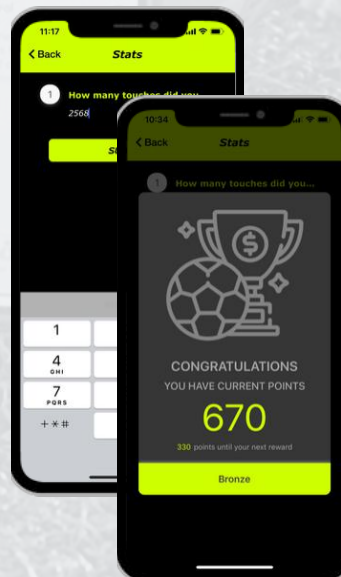 11:17
Back
Stats
1
How many touches did you
2568
1
4
GHI
7
PQRS
+*#
10:34
Back
Stats
1
How many touches did you...
CONGRATULATIONS
YOU HAVE CURRENT POINTS
670
330 points until your next reward
Bronze